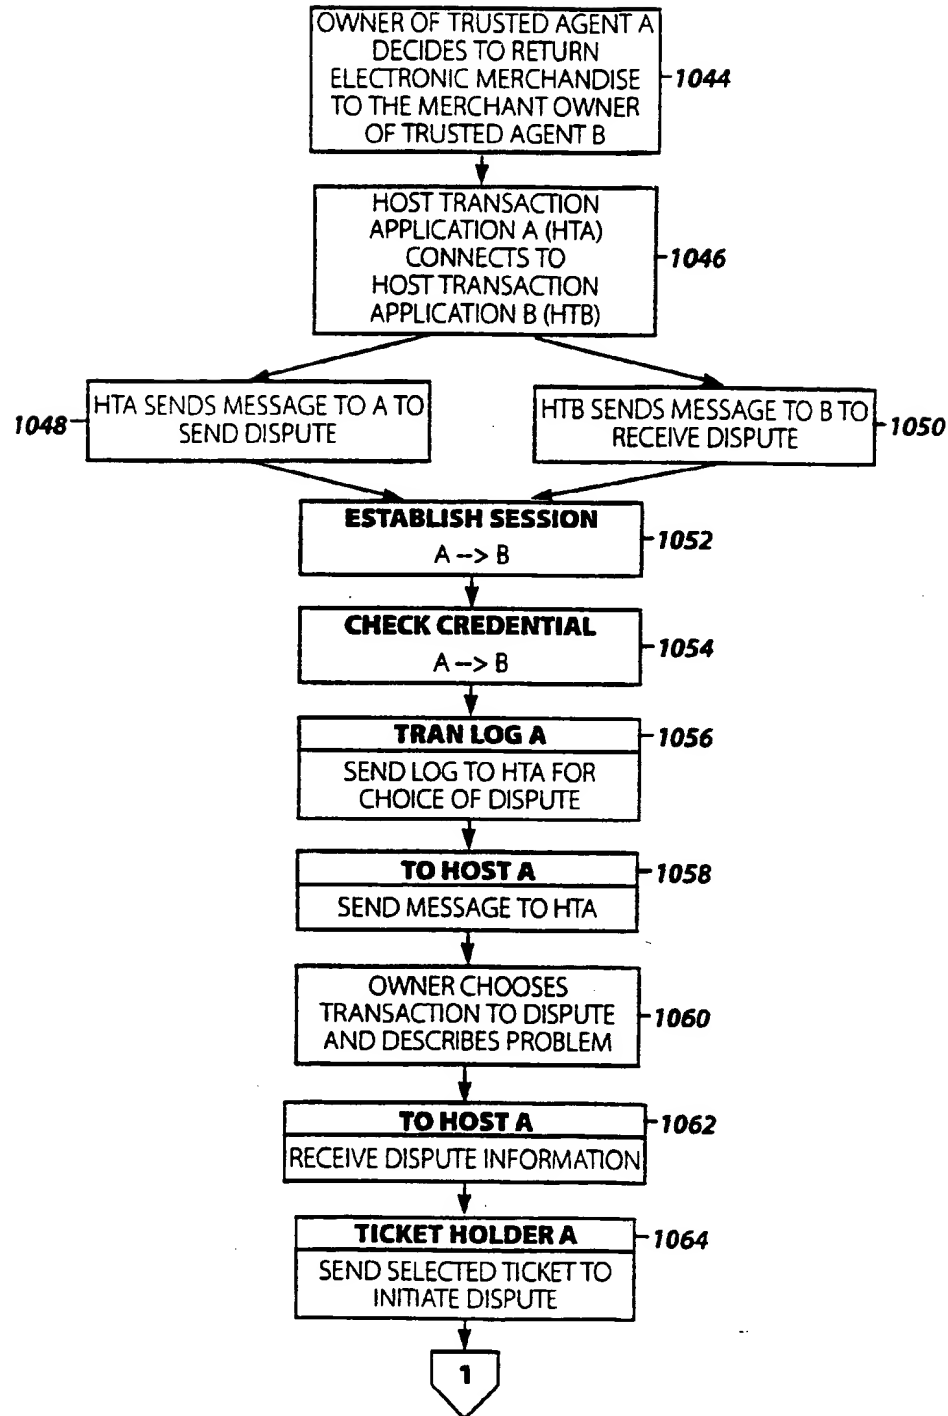 OWNER OF TRUSTED AGENT A
DECIDES TO RETURN
ELECTRONIC MERCHANDISE
TO THE MERCHANT OWNER
OF TRUSTED AGENT B
1044
HOST TRANSACTION
APPLICATION A (HTA)
CONNECTS TO
HOST TRANSACTION
APPLICATION B (HTB)
1046
1048
HTA SENDS MESSAGE TO A TO
SEND DISPUTE
HTB SENDS MESSAGE TO B TO
RECEIVE DISPUTE
1050
ESTABLISH SESSION
A --> B
1052
CHECK CREDENTIAL
A --> B
1054
TRAN LOG A
1056
SEND LOG TO HTA FOR
CHOICE OF DISPUTE
TO HOST A
1058
SEND MESSAGE TO HTA
OWNER CHOOSES
TRANSACTION TO DISPUTE
AND DESCRIBES PROBLEM
1060
TO HOST A
1062
RECEIVE DISPUTE INFORMATION
TICKET HOLDER A
1064
SEND SELECTED TICKET TO
INITIATE DISPUTE
1